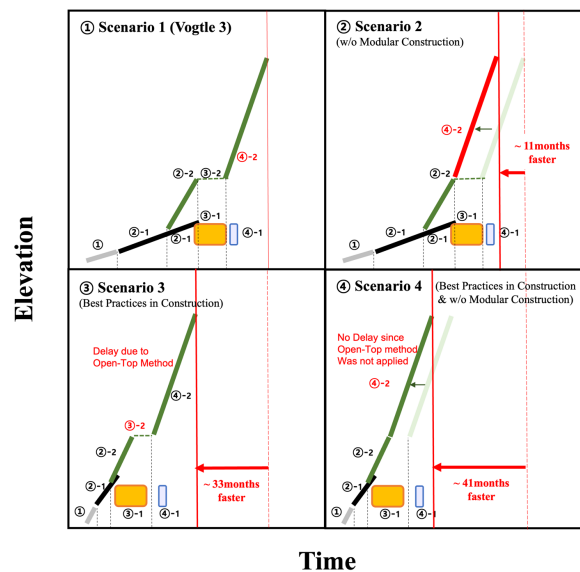 ① Scenario 1 (Vogtle 3)
④-2
②-2
③-2
③-1
②-1
②-1
④-1
①
② Scenario 2
(w/o Modular Construction)
④-2
~ 11months
faster
②-2
③-1
②-1
②-1
④-1
①
Elevation
③ Scenario 3
(Best Practices in Construction)
Delay due to
Open-Top Method
④-2
③-2
②-2
②-1
①
③-1
④-1
~ 33months
faster
④ Scenario 4
(Best Practices in Construction
& w/o Modular Construction)
No Delay since
Open-Top method
Was not applied
④-2
②-2
②-1
①
③-1
④-1
~ 41months
faster
Time